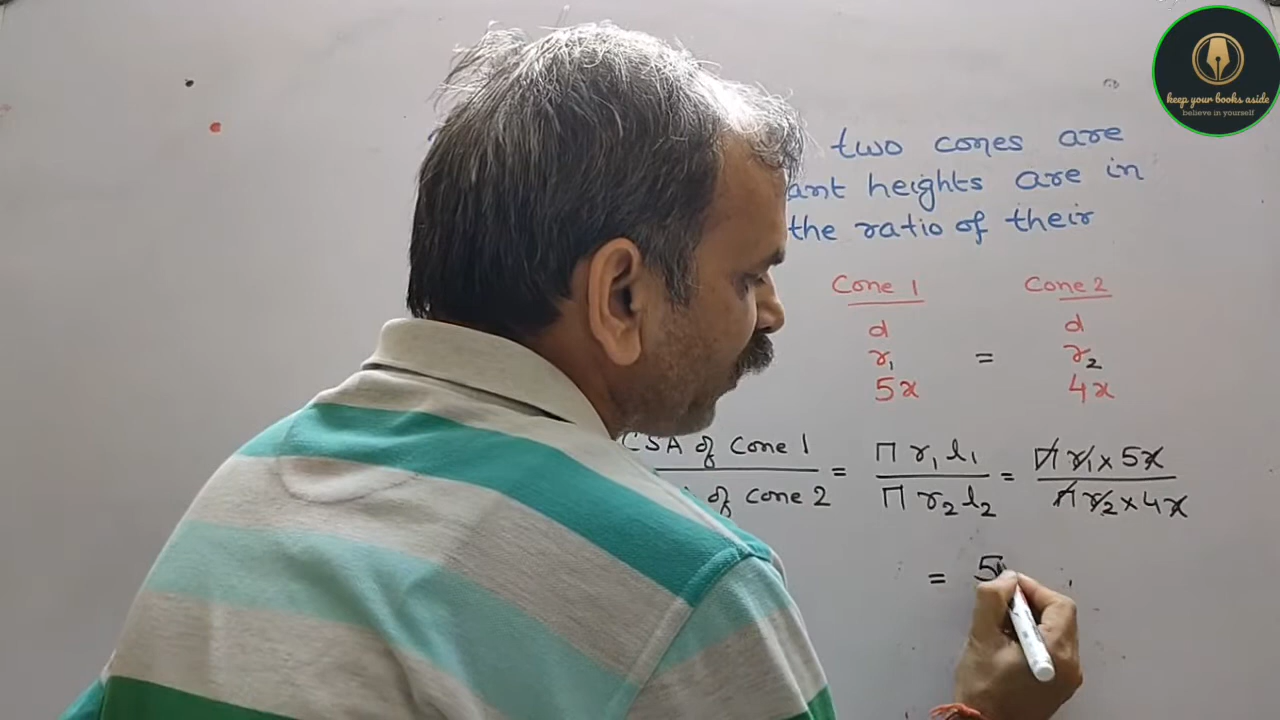 keep your books aside
believe in yourself
two cones are
ant heights are in
the ratio of their
Cone 1 Cone 2
d d
r₁ = r₂
5x 4x
CSA of Cone 1 / of cone 2 = π r₁ l₁ / π r₂ l₂ = π r₁ × 5x / π r₂ × 4x
= 5